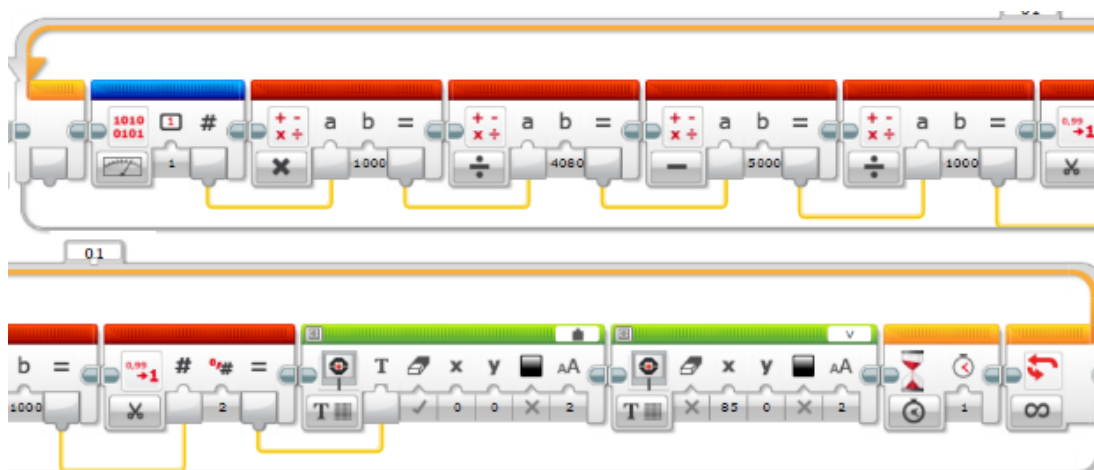 1010 1 # + - a b = + - a b = + - a b = + - a b = 0,99
0101 x ÷ x ÷ x ÷ x ÷ →1
1 1000 4080 5000 1000
01
b = 0,99 →1 # 0/# = T x y AA x y AA
1000 2 T 0 0 2 T 85 0 2 1
V